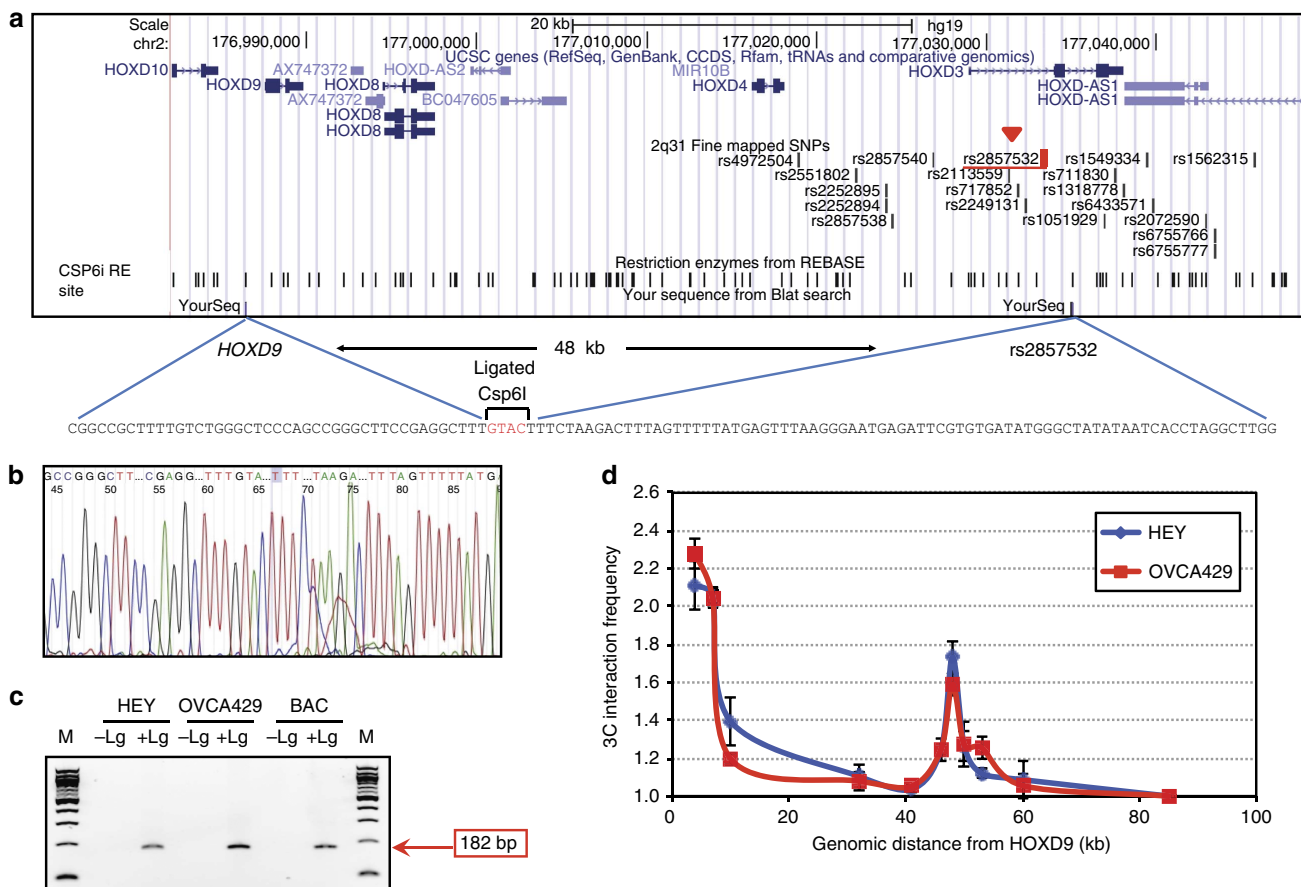 a
Scale
20 kb
hg19
chr2:
176,990,000
177,000,000
177,010,000
177,020,000
177,030,000
177,040,000
UCSC genes (RefSeq, GenBank, CCDS, Rfam, tRNAs and comparative genomics)
HOXD10
AX747372
HOXD-AS2
MIR10B
HOXD3
HOXD9
HOXD8
HOXD4
HOXD-AS1
AX747372
BC047605
HOXD-AS1
HOXD8
HOXD8
2q31 Fine mapped SNPs
rs4972504
rs2857540
rs2857532
rs1549334
rs1562315
rs2551802
rs2113559
rs711830
rs2252895
rs717852
rs1318778
rs2252894
rs2249131
rs6433571
rs2857538
rs1051929
rs2072590
rs6755766
rs6755777
CSP6i RE
site
Restriction enzymes from REBASE
Your sequence from Blat search
YourSeq
YourSeq
HOXD9
48 kb
rs2857532
Ligated
Csp6I
CGGCCGCTTTTGTCTGGGCTCCCAGCCGGGCTTCCGAGGCTTTGTACTTTCTAAGACTTTAGTTTTTATGAGTTTAAGGGAATGAGATTCGTGTGATATGGGCTATATAATCACCTAGGCTTGG
b
GCCGGGCTT...CGAGG...TTTGTA...TTT...TAAGA...TTTAGTTTTTATGA
45 50 55 60 65 70 75 80 85 9
c
HEY OVCA429 BAC
M –Lg +Lg –Lg +Lg –Lg +Lg M
182 bp
d
3C interaction frequency
2.6
2.4
2.2
2.0
1.8
1.6
1.4
1.2
1.0
HEY
OVCA429
0 20 40 60 80 100
Genomic distance from HOXD9 (kb)